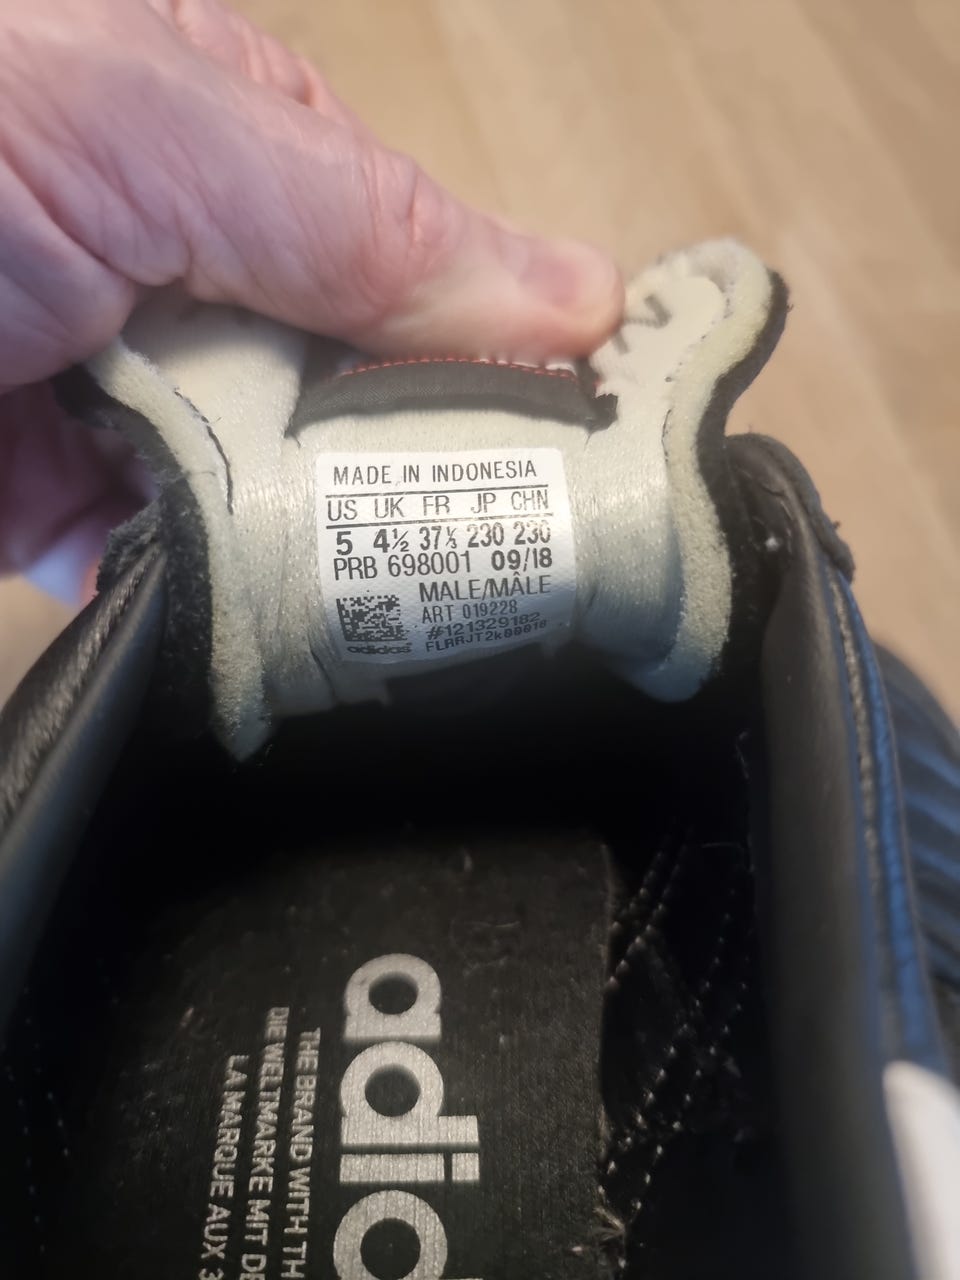 MADE IN INDONESIA
US UK FR JP CHN
5 4½ 37⅓ 230 230
PRB 698001 09/18
MALE/MÂLE
ART 019228
#121329182
FLRRJT2k00018
adidas
adid
THE BRAND WITH TH
DIE WELTMARKE MIT DE
LA MARQUE AUX 3